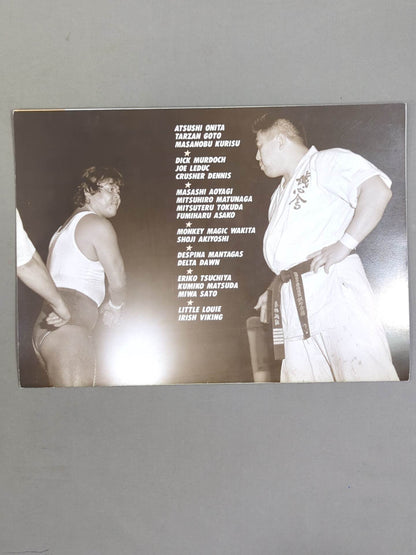 ATSUSHI ONITA
TARZAN GOTO
MASANOBU KURISU
★
DICK MURDOCH
JOE LEDUC
CRUSHER DENNIS
★
MASASHI AOYAGI
MITSUHIRO MATUNAGA
MITSUTERU TOKUDA
FUMIHARU ASAKO
★
MONKEY MAGIC WAKITA
SHOJI AKIYOSHI
★
DESPINA MANTAGAS
DELTA DAWN
★
ERIKO TSUCHIYA
KUMIKO MATSUDA
MIWA SATO
★
LITTLE LOUIE
IRISH VIKING